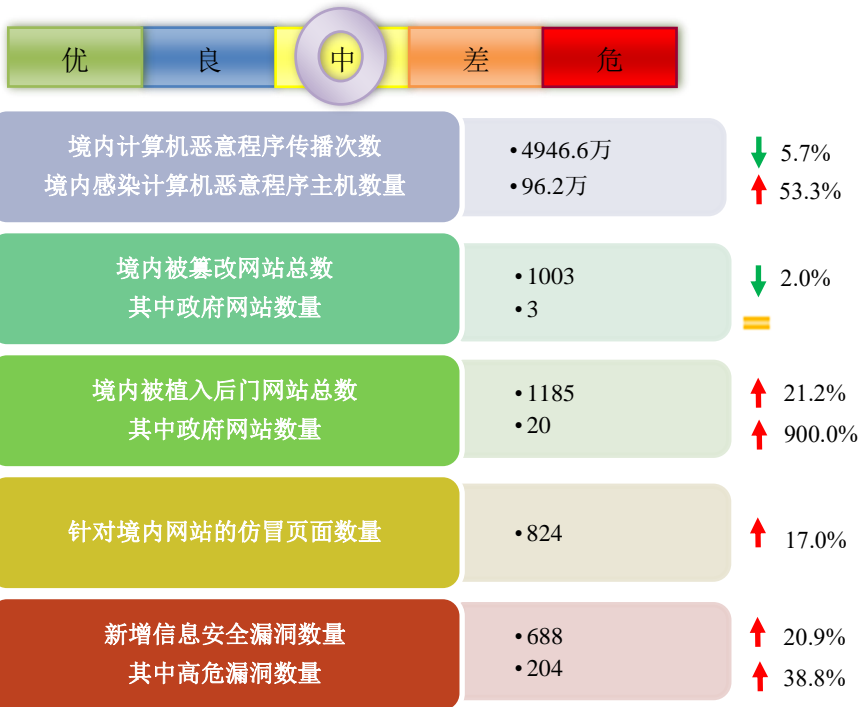 优 良 中 差 危
境内计算机恶意程序传播次数
境内感染计算机恶意程序主机数量
•4946.6万
•96.2万
5.7%
53.3%
境内被篡改网站总数
其中政府网站数量
•1003
•3
2.0%
境内被植入后门网站总数
其中政府网站数量
•1185
•20
21.2%
900.0%
针对境内网站的仿冒页面数量
•824
17.0%
新增信息安全漏洞数量
其中高危漏洞数量
•688
•204
20.9%
38.8%